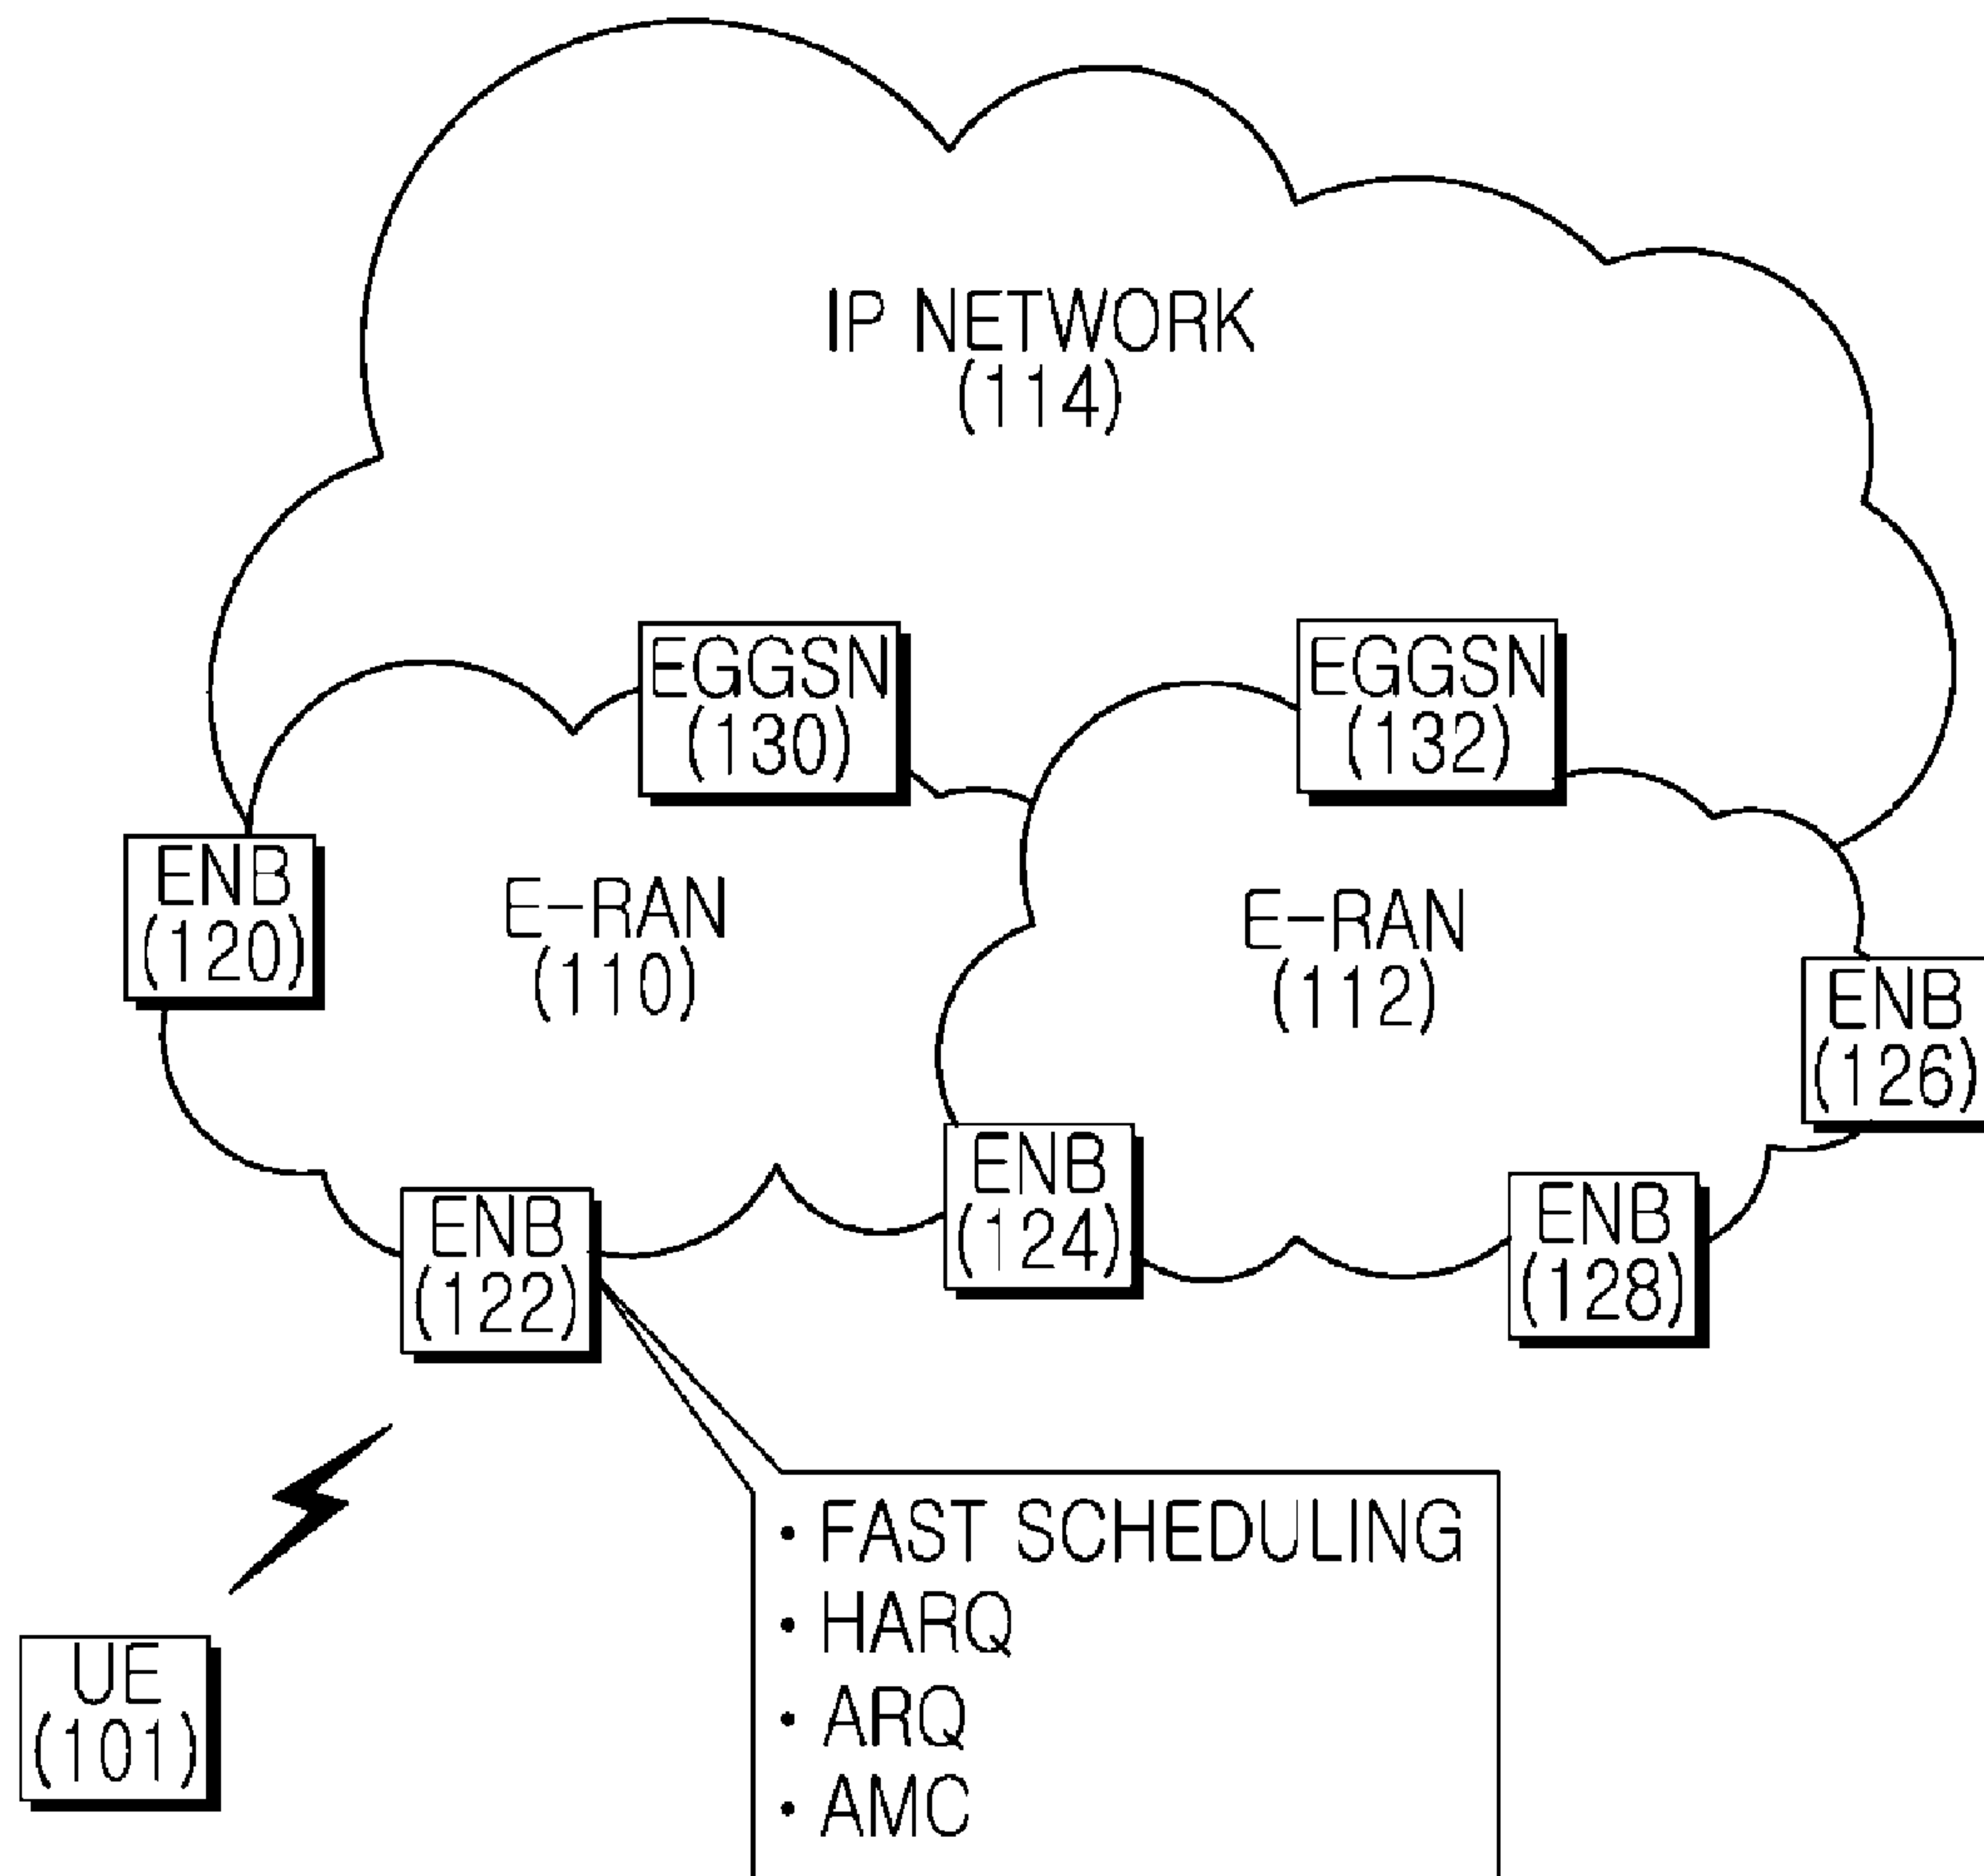 IP NETWORK
(114)
EGGSN
(130)
EGGSN
(132)
ENB
(120)
E-RAN
(110)
E-RAN
(112)
ENB
(126)
ENB
(124)
ENB
(122)
ENB
(128)
UE
(101)
• FAST SCHEDULING
• HARQ
• ARQ
• AMC